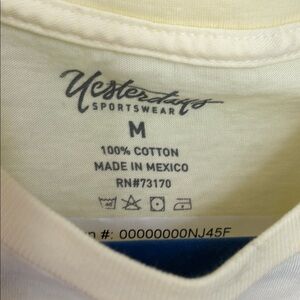 Yesterdays
SPORTSWEAR
M
100% COTTON
MADE IN MEXICO
RN#73170
n #: 00000000NJ45F